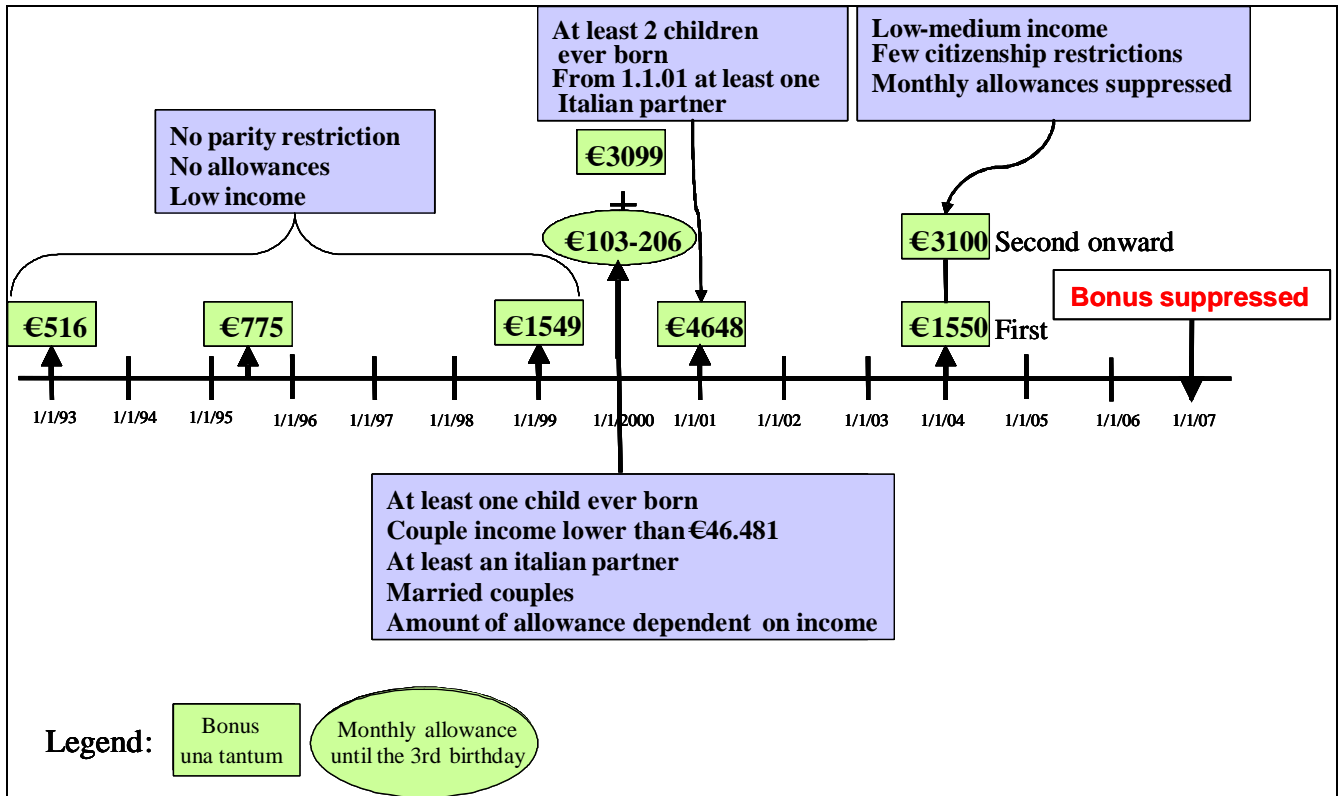 At least 2 children
ever born
From 1.1.01 at least one
Italian partner
Low-medium income
Few citizenship restrictions
Monthly allowances suppressed
No parity restriction
No allowances
Low income
€3099
+
€103-206
€3100 Second onward
Bonus suppressed
€516
€775
€1549
€4648
€1550 First
1/1/93
1/1/94
1/1/95
1/1/96
1/1/97
1/1/98
1/1/99
1/1/2000
1/1/01
1/1/02
1/1/03
1/1/04
1/1/05
1/1/06
1/1/07
At least one child ever born
Couple income lower than €46.481
At least an italian partner
Married couples
Amount of allowance dependent on income
Legend:
Bonus
una tantum
Monthly allowance
until the 3rd birthday